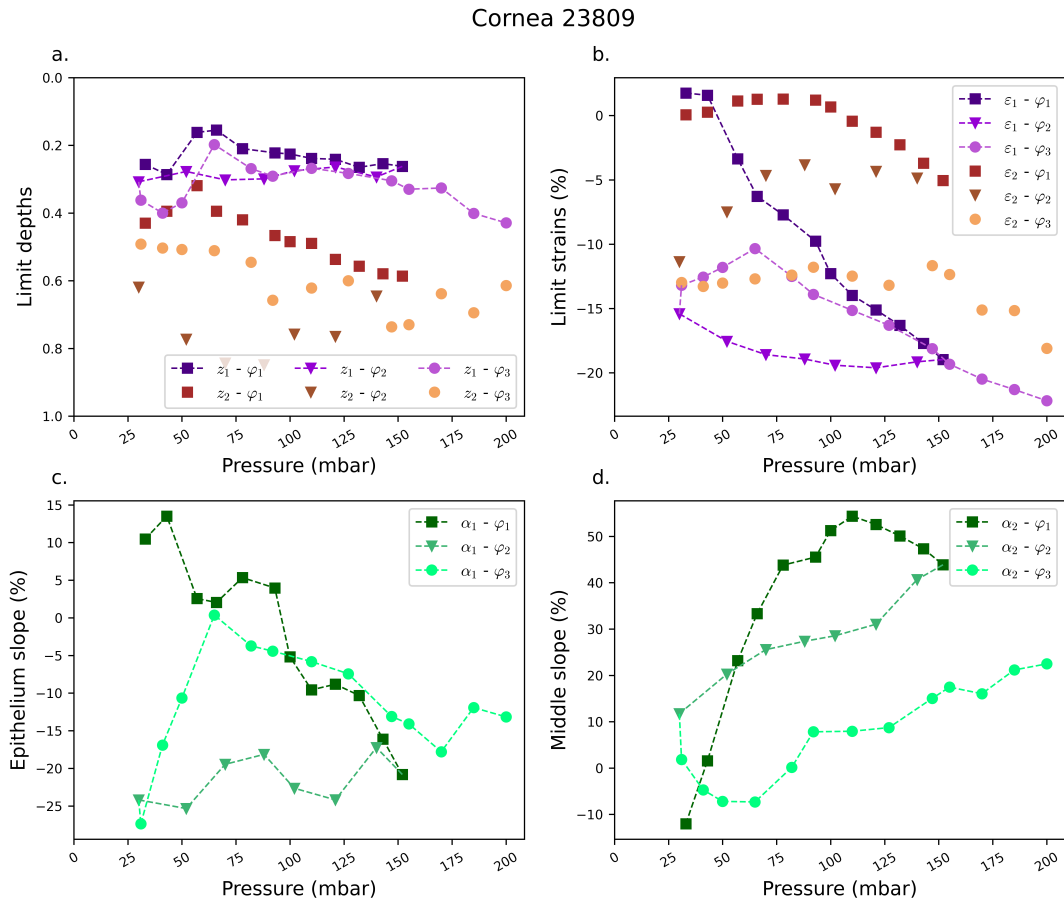 Cornea 23809
a.
0.0
0.2
0.4
0.6
0.8
1.0
Limit depths
z₁ - φ₁
z₂ - φ₁
z₁ - φ₂
z₂ - φ₂
z₁ - φ₃
z₂ - φ₃
0 25 50 75 100 125 150 175 200
Pressure (mbar)
b.
0
−5
−10
−15
−20
Limit strains (%)
ε₁ - φ₁
ε₁ - φ₂
ε₁ - φ₃
ε₂ - φ₁
ε₂ - φ₂
ε₂ - φ₃
0 25 50 75 100 125 150 175 200
Pressure (mbar)
c.
15
10
5
0
−5
−10
−15
−20
−25
Epithelium slope (%)
α₁ - φ₁
α₁ - φ₂
α₁ - φ₃
0 25 50 75 100 125 150 175 200
Pressure (mbar)
d.
50
40
30
20
10
0
−10
Middle slope (%)
α₂ - φ₁
α₂ - φ₂
α₂ - φ₃
0 25 50 75 100 125 150 175 200
Pressure (mbar)